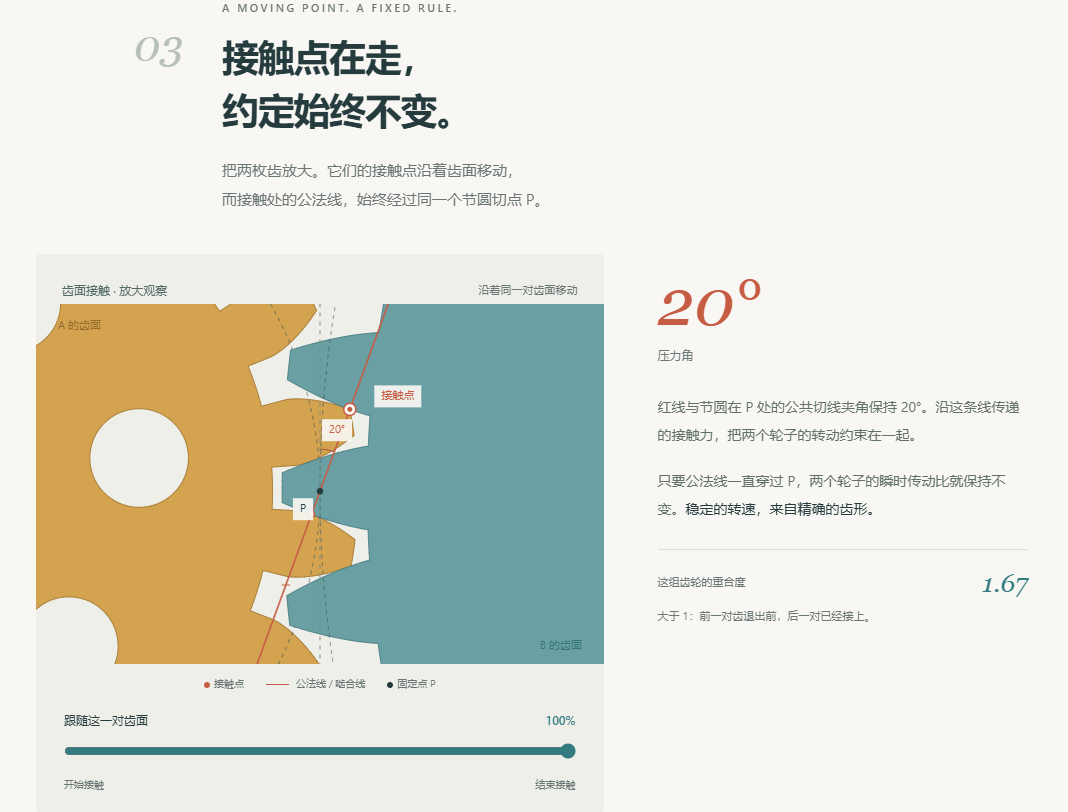 A MOVING POINT. A FIXED RULE.
03
接触点在走，
约定始终不变。
把两枚齿放大。它们的接触点沿着齿面移动，
而接触处的公法线，始终经过同一个节圆切点 P。
齿面接触 · 放大观察
沿着同一对齿面移动
A 的齿面
接触点
20°
P
B 的齿面
接触点
公法线 / 啮合线
固定点 P
跟随这一对齿面
100%
开始接触
结束接触
20°
压力角
红线与节圆在 P 处的公共切线夹角保持 20°。沿这条线传递
的接触力，把两个轮子的转动约束在一起。
只要公法线一直穿过 P，两个轮子的瞬时传动比就保持不
变。稳定的转速，来自精确的齿形。
这组齿轮的重合度
1.67
大于 1：前一对齿退出前，后一对已经接上。